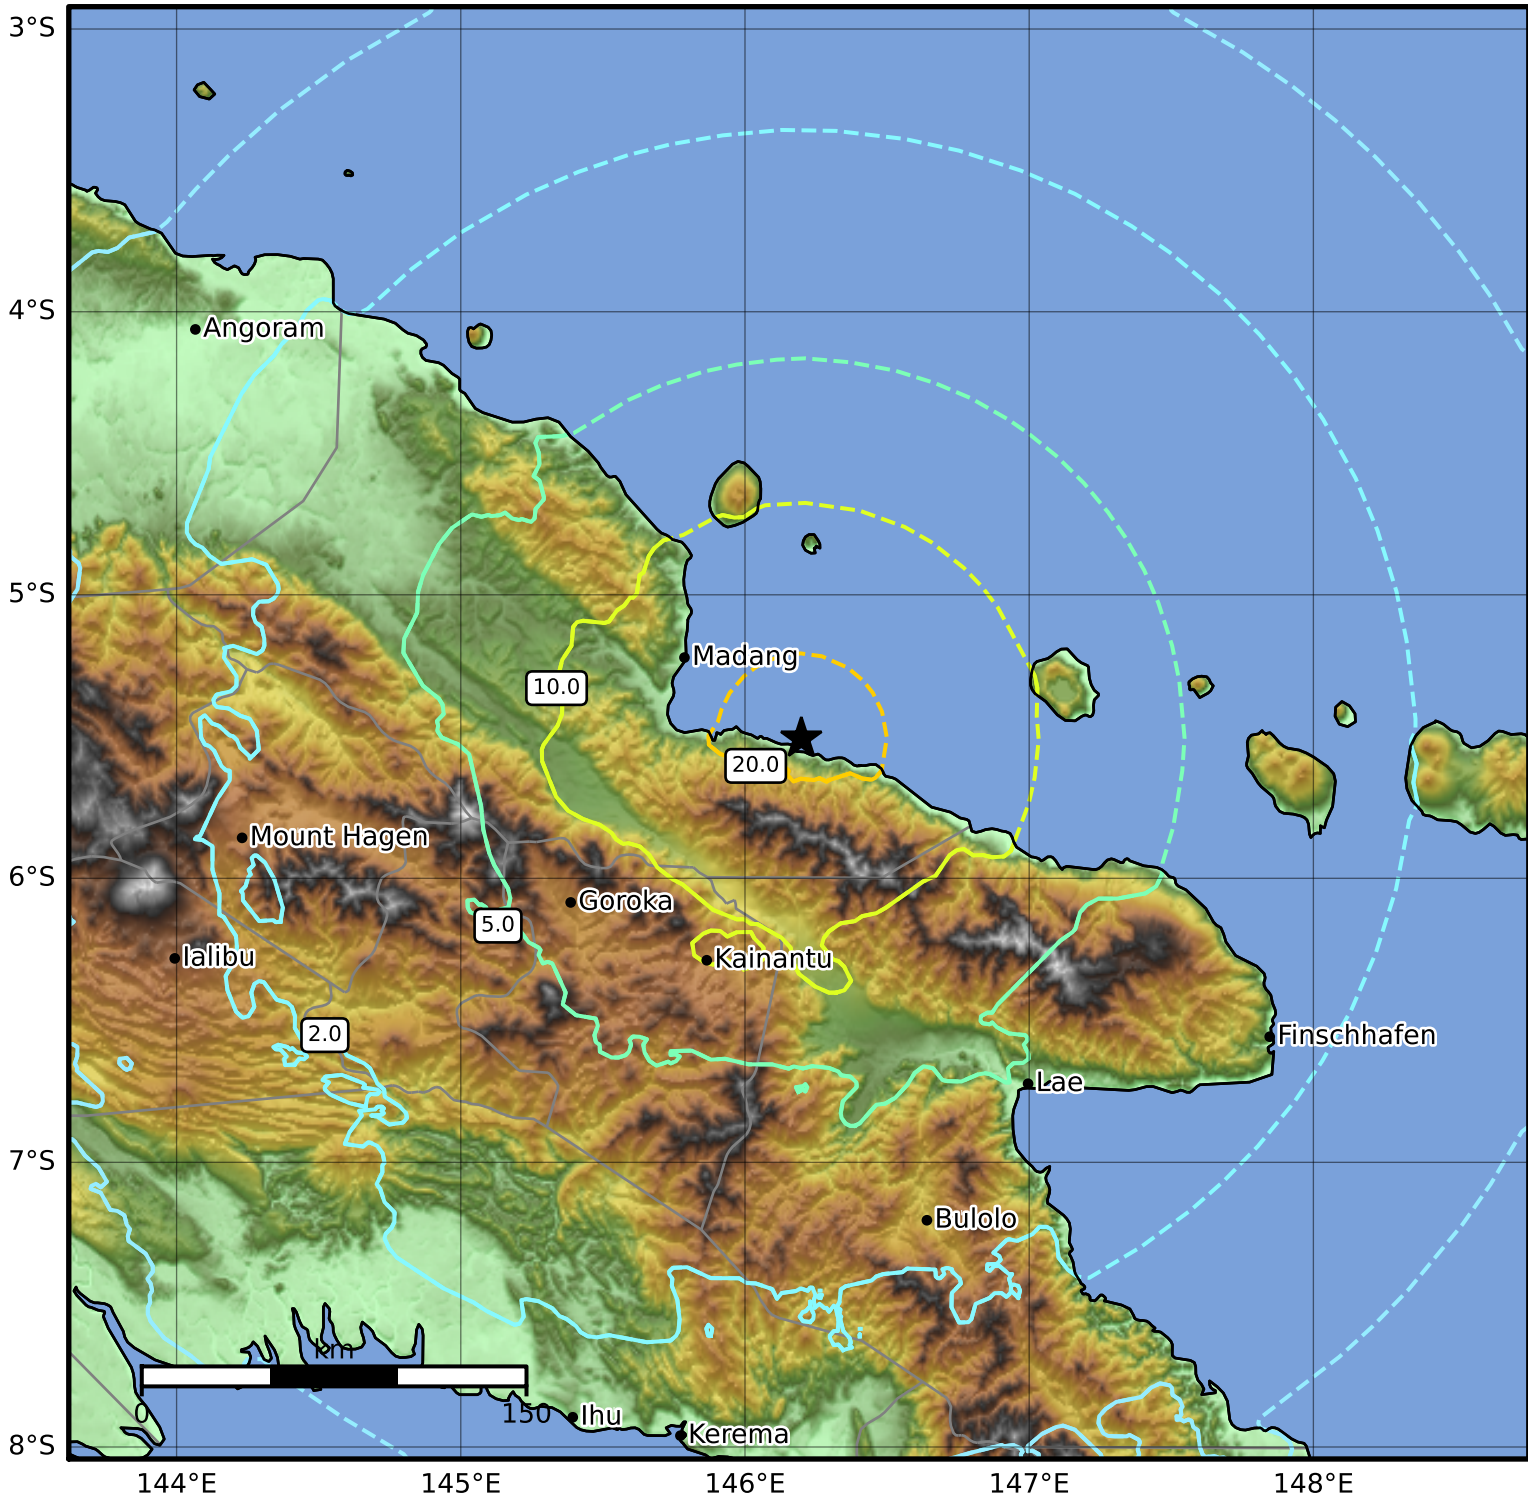 3°S
4°S
Angoram
5°S
Madang
10.0
20.0
Mount Hagen
6°S
Goroka
5.0
Ialibu
Kainantu
2.0
Finschhafen
Lae
7°S
Bulolo
km
0
150
Ihu
Kerema
8°S
144°E
145°E
146°E
147°E
148°E